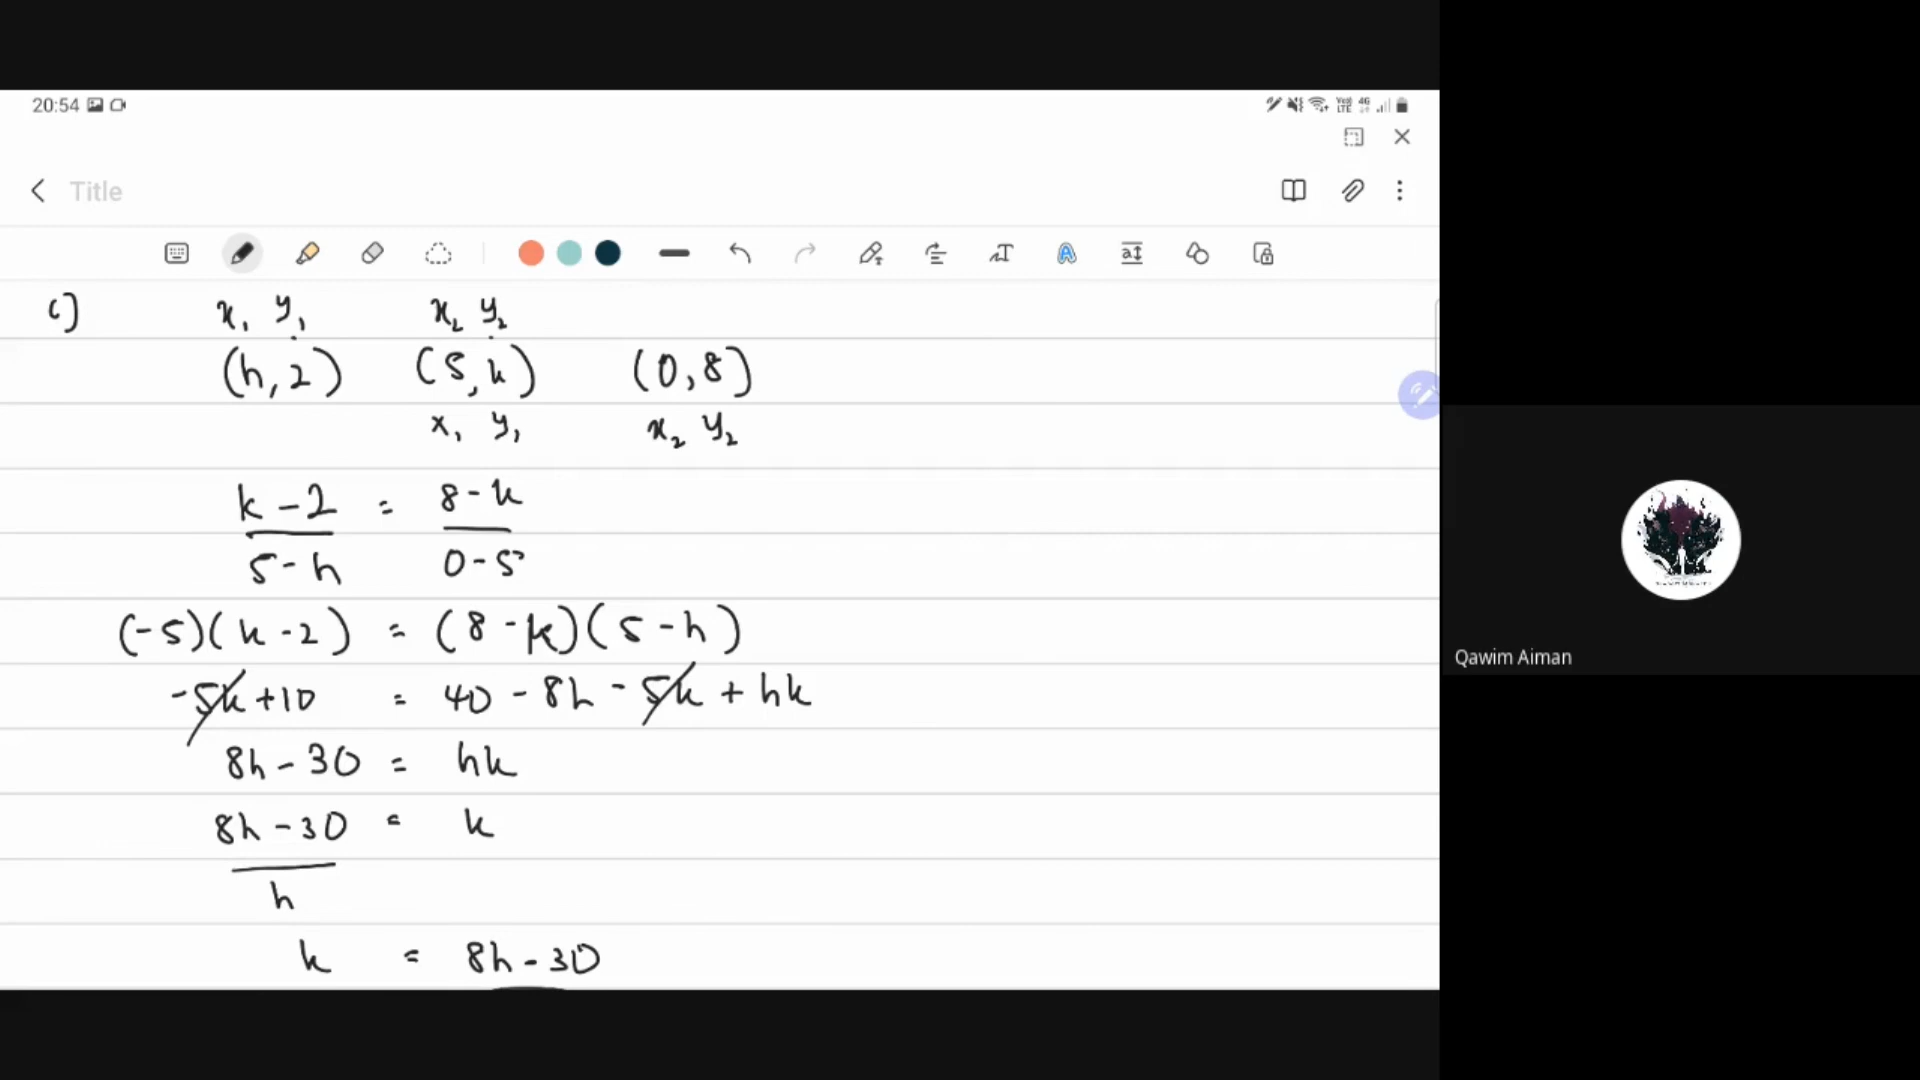 20:54
Title
c) x₁ y₁ x₂ y₂
(h,2) (5,k) (0,8)
x₁ y₁ x₂ y₂
k-2 = 8-k
5-h 0-5
(-5)(k-2) = (8-k)(5-h)
-5k+10 = 40-8h-5k+hk
8h-30 = hk
8h-30 = k
h
k = 8h-30
Qawim Aiman